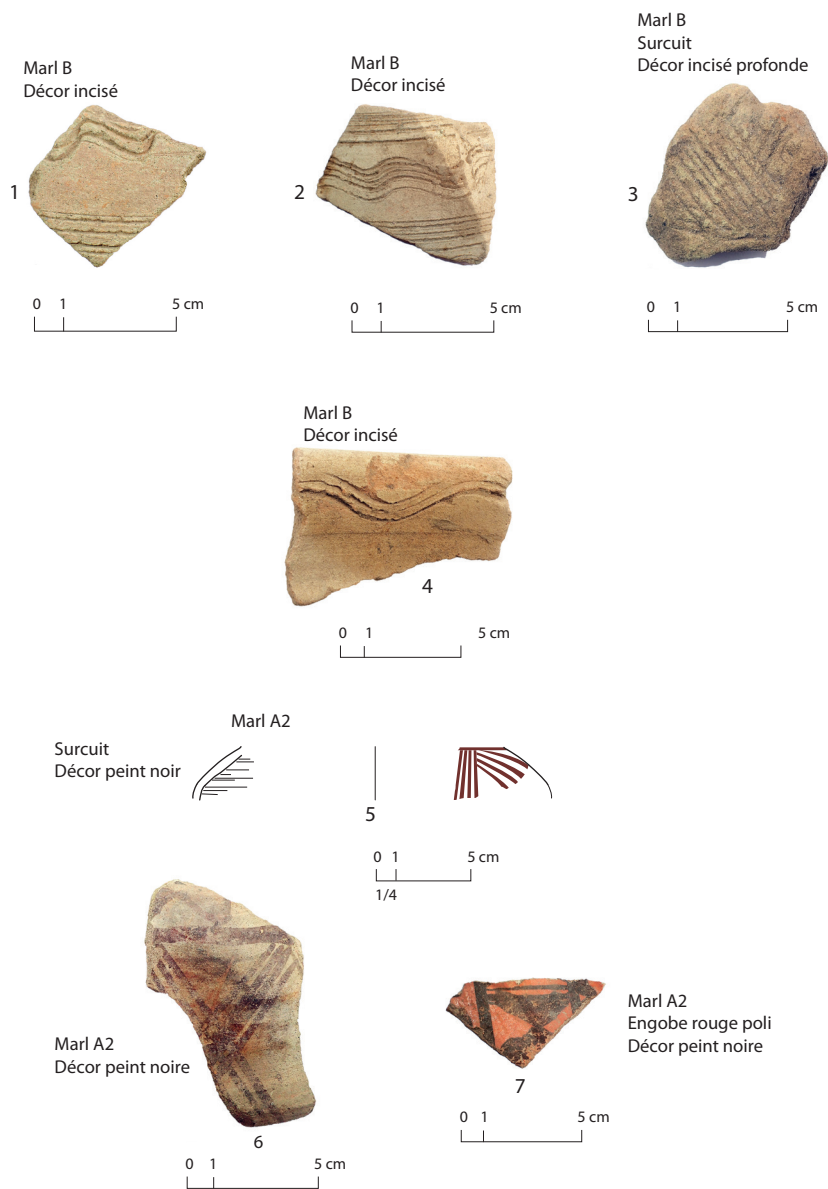 Marl B
Décor incisé
1
0 1 5 cm
Marl B
Décor incisé
2
0 1 5 cm
Marl B
Surcuit
Décor incisé profonde
3
0 1 5 cm
Marl B
Décor incisé
4
0 1 5 cm
Marl A2
Surcuit
Décor peint noir
5
0 1 5 cm
1/4
Marl A2
Décor peint noire
6
0 1 5 cm
Marl A2
Engobe rouge poli
Décor peint noire
7
0 1 5 cm